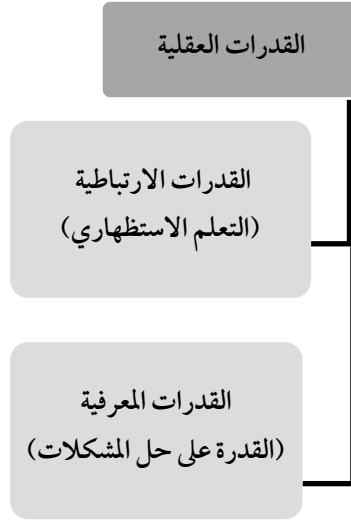 القدرات العقلية
القدرات الارتباطية
(التعلم الاستظهاري)
القدرات المعرفية
(القدرة على حل المشكلات)